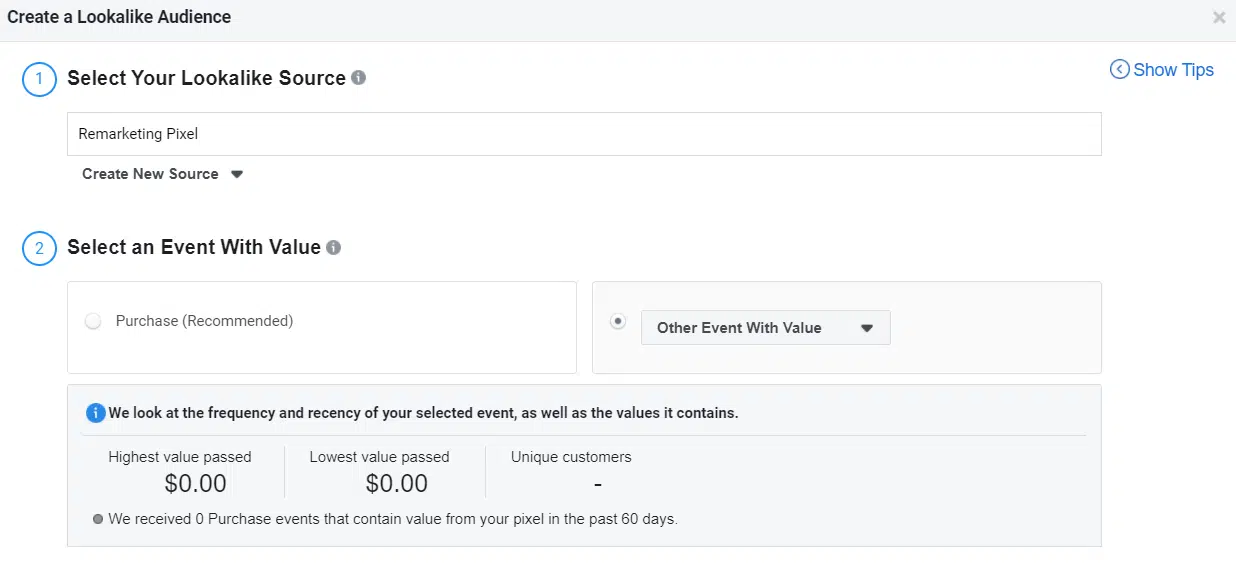 Create a Lookalike Audience
×
1 Select Your Lookalike Source
Show Tips
Remarketing Pixel
Create New Source
2 Select an Event With Value
Purchase (Recommended)
Other Event With Value
We look at the frequency and recency of your selected event, as well as the values it contains.
Highest value passed Lowest value passed Unique customers
$0.00 $0.00 -
We received 0 Purchase events that contain value from your pixel in the past 60 days.